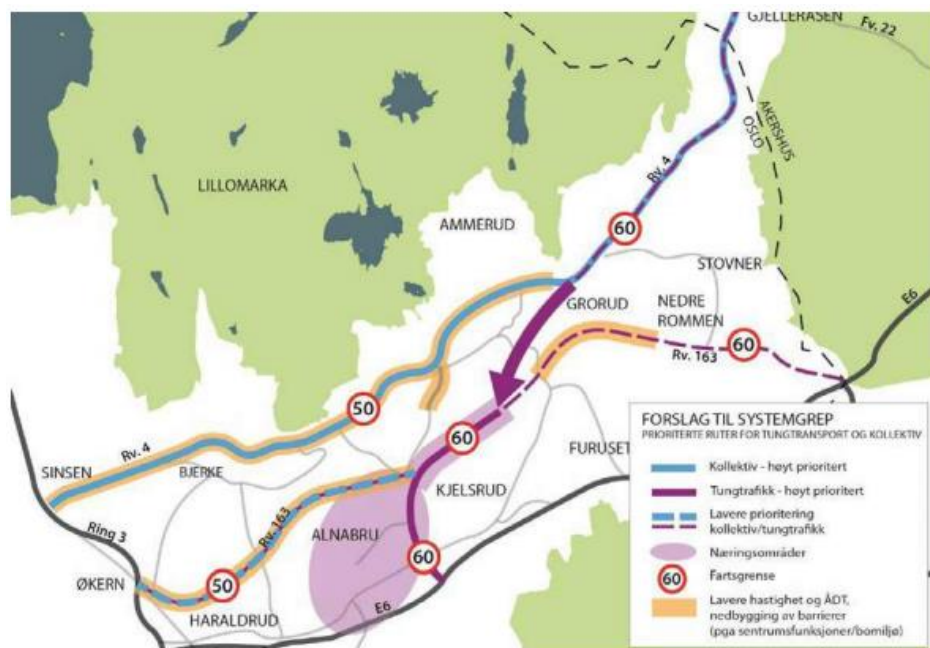 GJELLERÅSEN
Fv. 22
AKERSHUS
OSLO
Rv. 4
LILLOMARKA
AMMERUD
60
STOVNER
GRORUD
NEDRE
ROMMEN
E6
60
Rv. 163
50
FORSLAG TIL SYSTEMGREP
PRIORITERTE RUTER FOR TUNGTRANSPORT OG KOLLEKTIV
Kollektiv - høyt prioritert
Tungtrafikk - høyt prioritert
Lavere prioritering
kollektiv/tungtrafikk
Næringsområder
60
Fartsgrense
Lavere hastighet og ÅDT,
nedbygging av barrierer
(pga sentrumsfunksjoner/bomiljø)
60
FURUSET
Rv. 4
SINSEN
BJERKE
KJELSRUD
Ring 3
Rv. 163
ALNABRU
60
ØKERN
50
HARALDRUD
E6